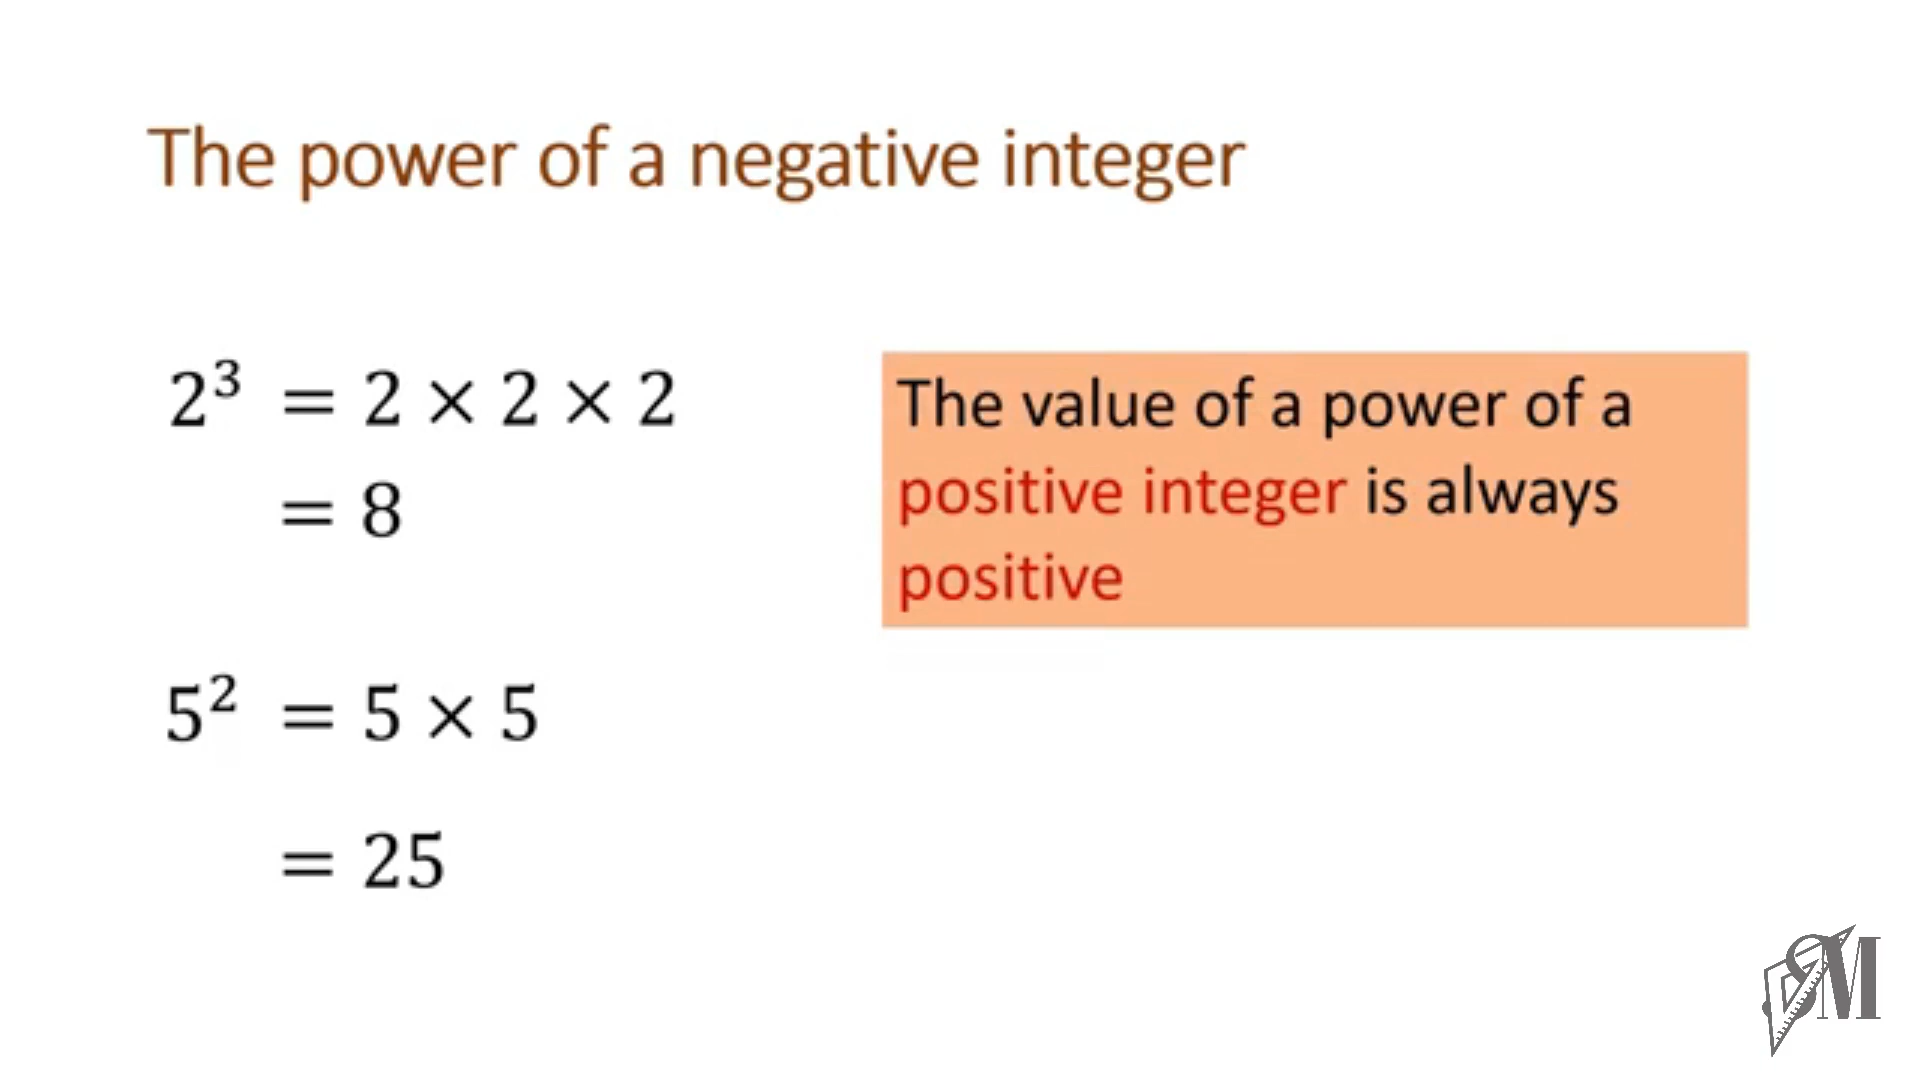 The power of a negative integer
2³ = 2 × 2 × 2
= 8
The value of a power of a
positive integer is always
positive
5² = 5 × 5
= 25
SM